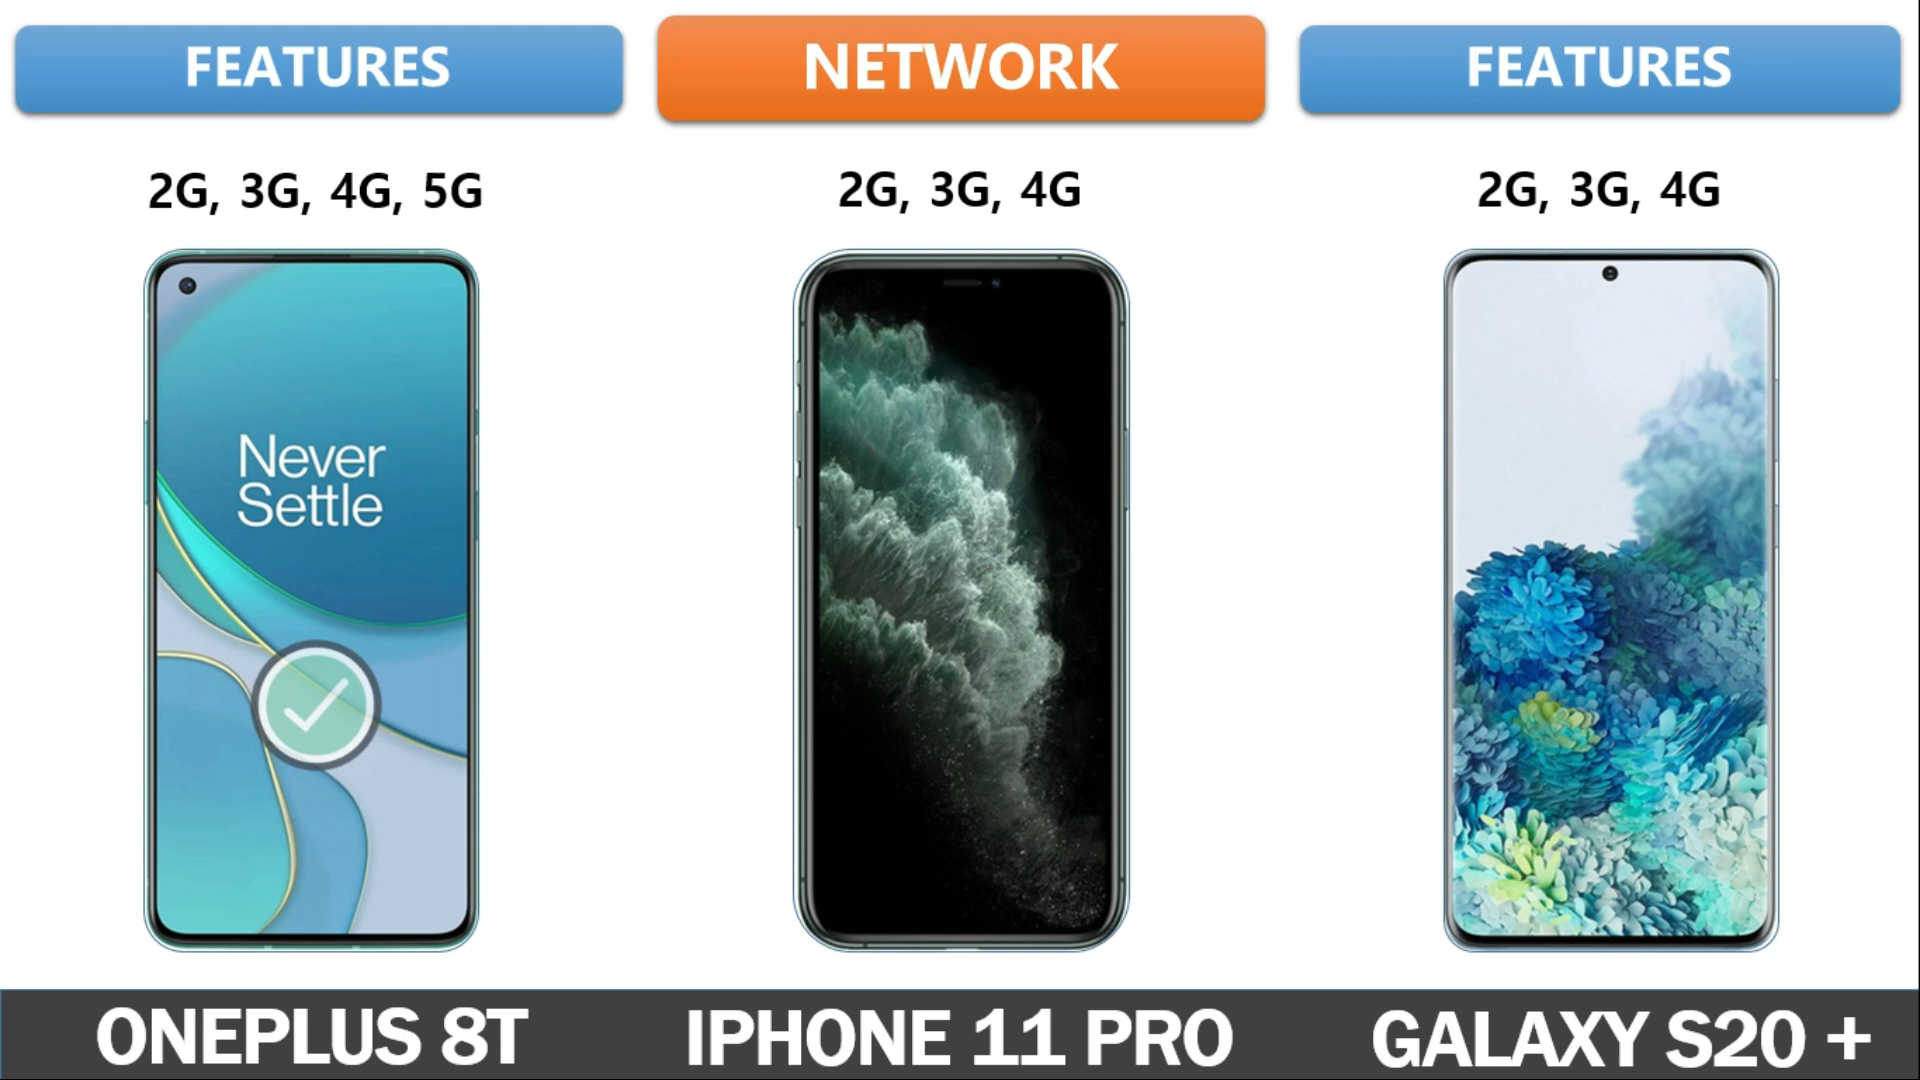 FEATURES
NETWORK
FEATURES
2G, 3G, 4G, 5G
2G, 3G, 4G
2G, 3G, 4G
Never
Settle
ONEPLUS 8T
IPHONE 11 PRO
GALAXY S20 +